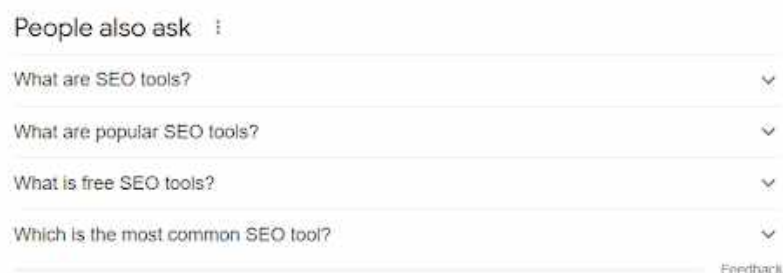 People also ask
What are SEO tools?
What are popular SEO tools?
What is free SEO tools?
Which is the most common SEO tool?
Feedback